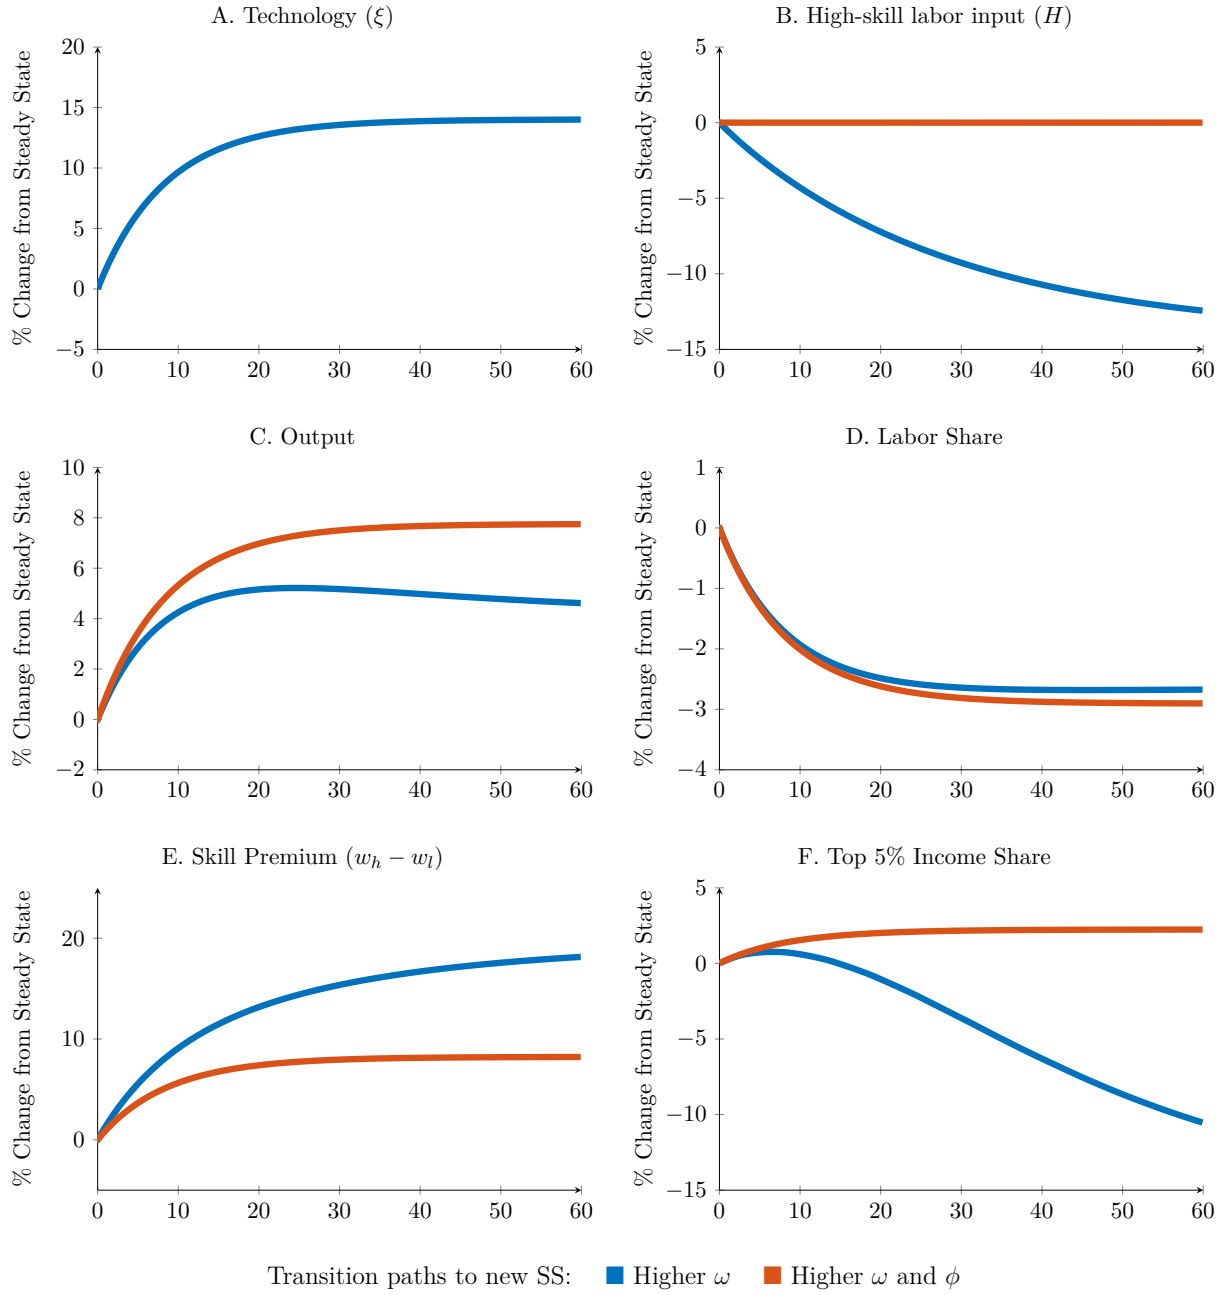 A. Technology (ξ)
% Change from Steady State
20
15
10
5
0
−5
0 10 20 30 40 50 60
B. High-skill labor input (H)
% Change from Steady State
5
0
−5
−10
−15
0 10 20 30 40 50 60
C. Output
% Change from Steady State
10
8
6
4
2
0
−2
0 10 20 30 40 50 60
D. Labor Share
% Change from Steady State
1
0
−1
−2
−3
−4
0 10 20 30 40 50 60
E. Skill Premium (w_h − w_l)
% Change from Steady State
20
10
0
0 10 20 30 40 50 60
F. Top 5% Income Share
% Change from Steady State
5
0
−5
−10
−15
0 10 20 30 40 50 60
Transition paths to new SS: Higher ω Higher ω and ϕ